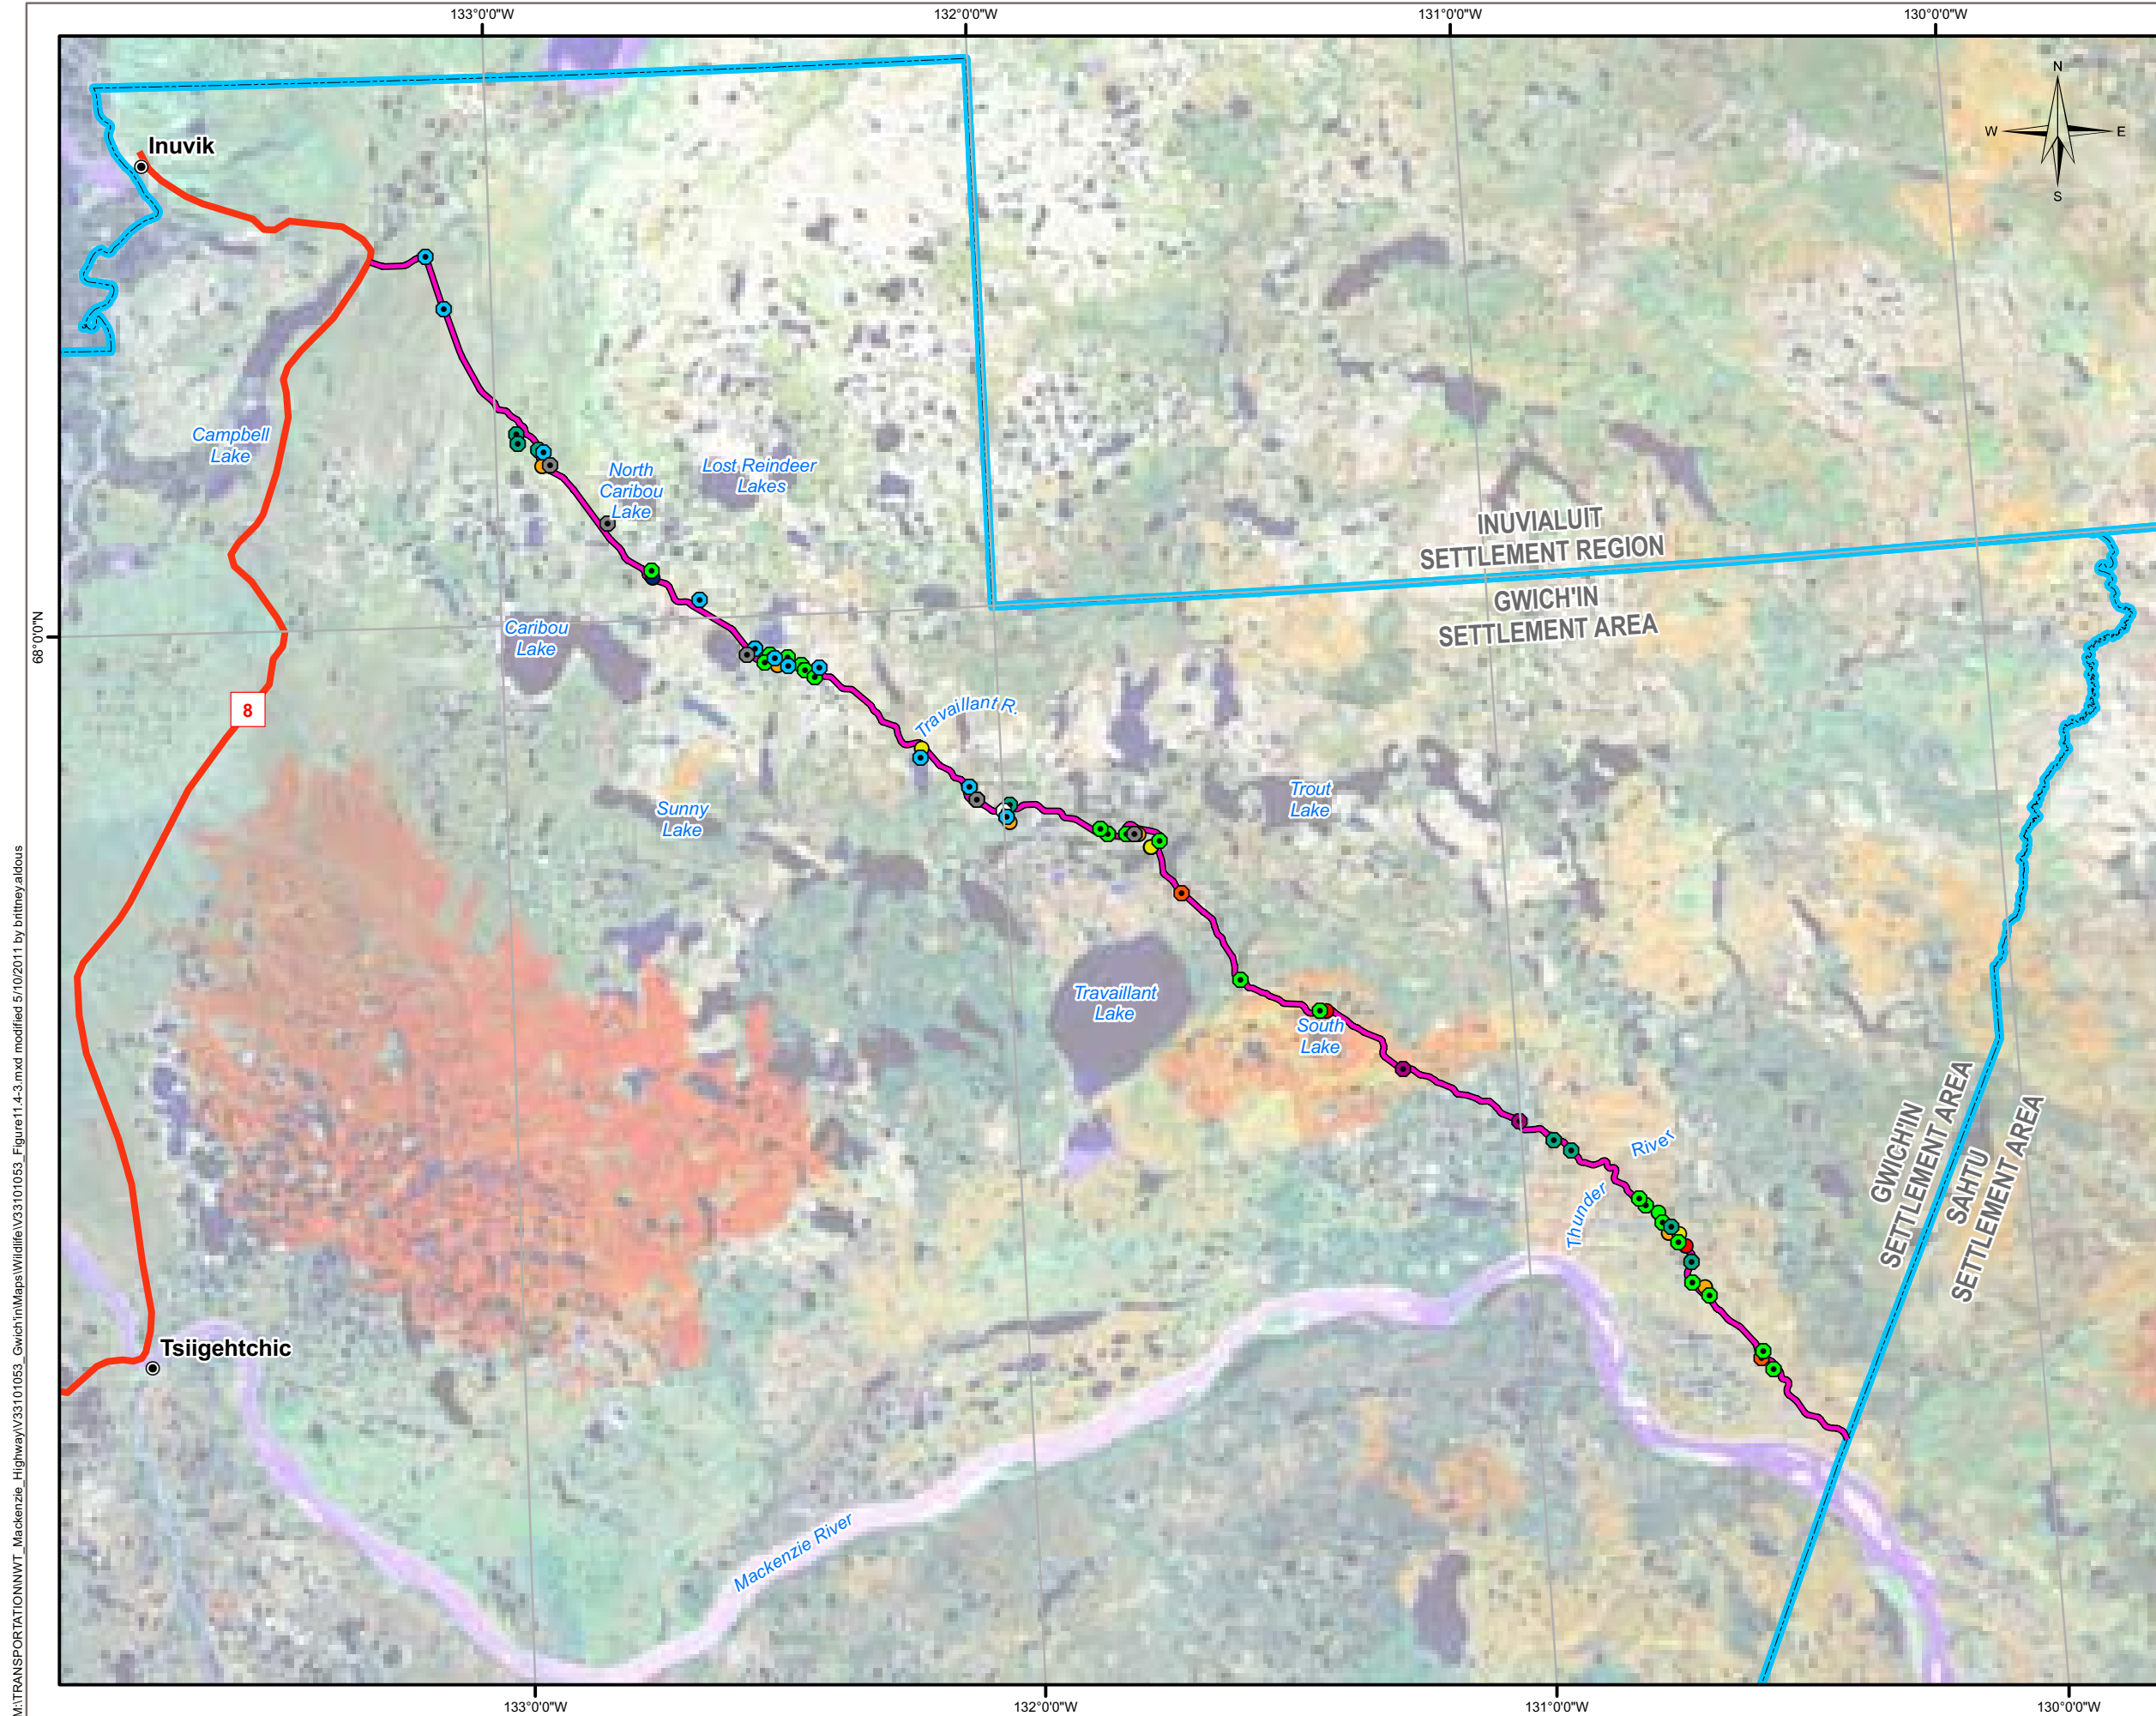 133°0'0"W
132°0'0"W
131°0'0"W
130°0'0"W
N
W
E
S
Inuvik
Campbell
Lake
North
Caribou
Lake
Lost Reindeer
Lakes
INUVIALUIT
SETTLEMENT REGION
GWICH'IN
SETTLEMENT AREA
68°0'0"N
Caribou
Lake
8
Travaillant R.
Sunny
Lake
Trout
Lake
Travaillant
Lake
South
Lake
River
Thunder
GWICH'IN
SETTLEMENT AREA
SAHTU
SETTLEMENT AREA
Tsiigehtchic
Mackenzie River
133°0'0"W
132°0'0"W
131°0'0"W
130°0'0"W
M:\TRANSPORTATION\NWT_Mackenzie_Highway\V33101053_Gwich'in\Maps\Wildlife\V33101053_Figure11.4-3.mxd modified 5/10/2011 by brittney.aldous